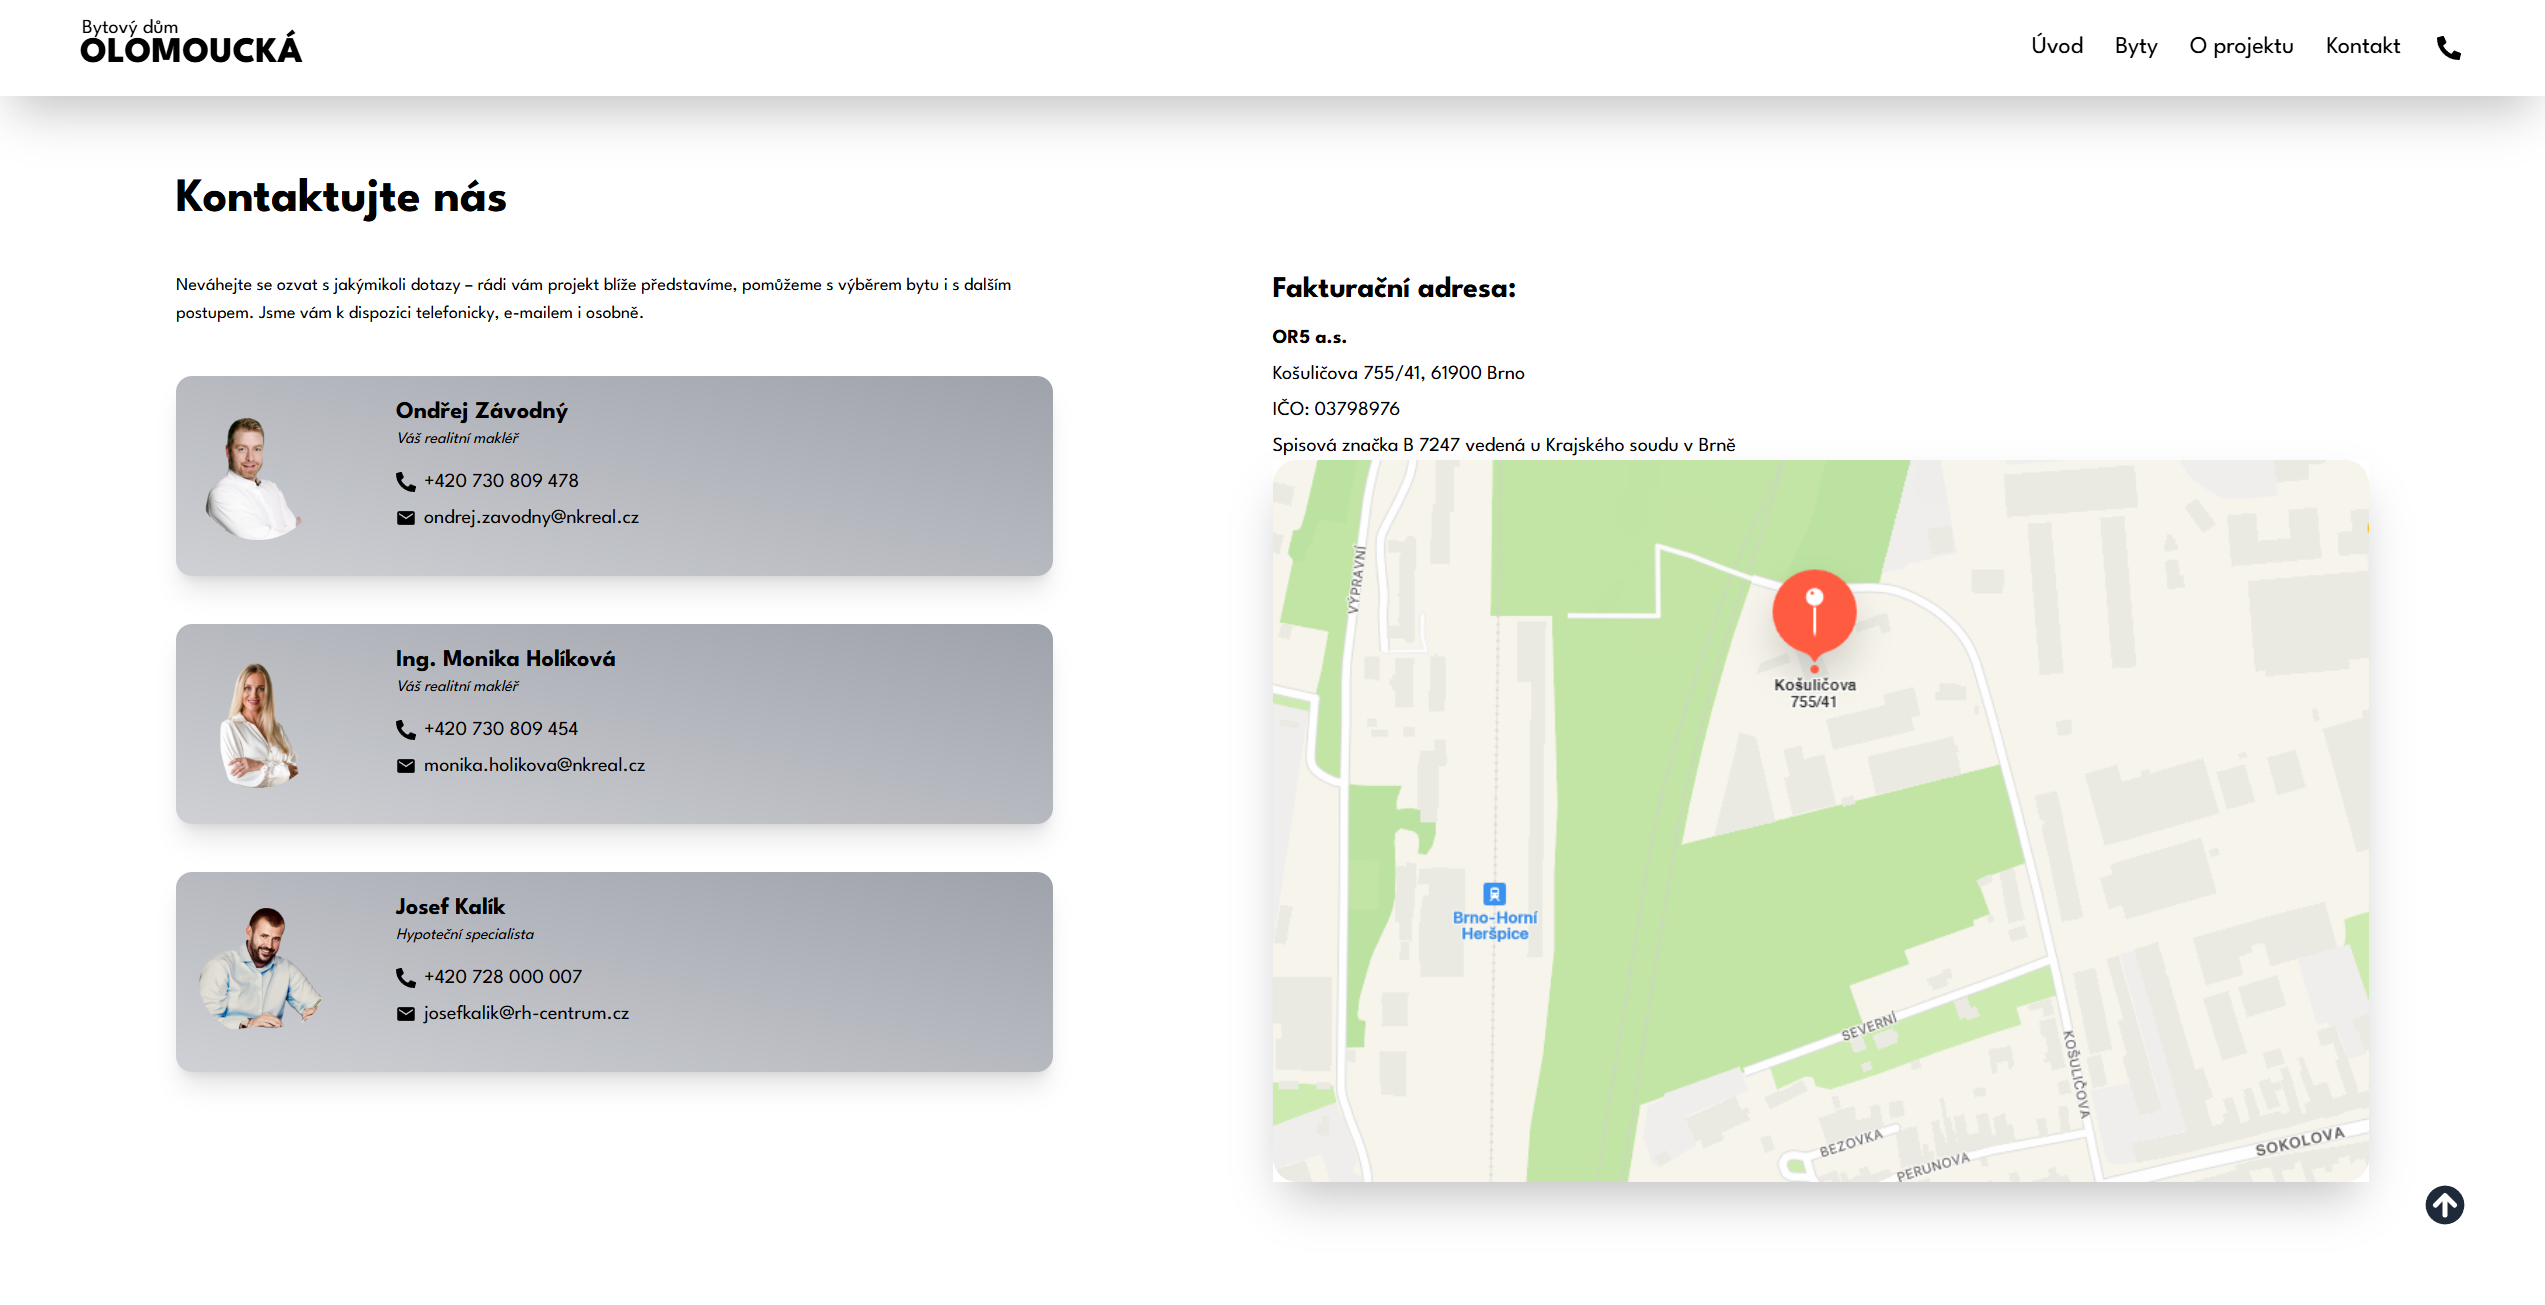 Bytový dům
OLOMOUCKÁ
Úvod
Byty
O projektu
Kontakt
Kontaktujte nás
Neváhejte se ozvat s jakýmikoli dotazy – rádi vám projekt blíže představíme, pomůžeme s výběrem bytu i s dalším
postupem. Jsme vám k dispozici telefonicky, e-mailem i osobně.
Ondřej Závodný
Váš realitní makléř
+420 730 809 478
ondrej.zavodny@nkreal.cz
Ing. Monika Holíková
Váš realitní makléř
+420 730 809 454
monika.holikova@nkreal.cz
Josef Kalík
Hypoteční specialista
+420 728 000 007
josefkalik@rh-centrum.cz
Fakturační adresa:
OR5 a.s.
Košuličova 755/41, 61900 Brno
IČO: 03798976
Spisová značka B 7247 vedená u Krajského soudu v Brně
VÝPRAVNÍ
Košuličova
755/41
Brno-Horní
Heršpice
SEVERNÍ
KOŠULIČOVA
BEZOVKA
PERUNOVA
SOKOLOVA